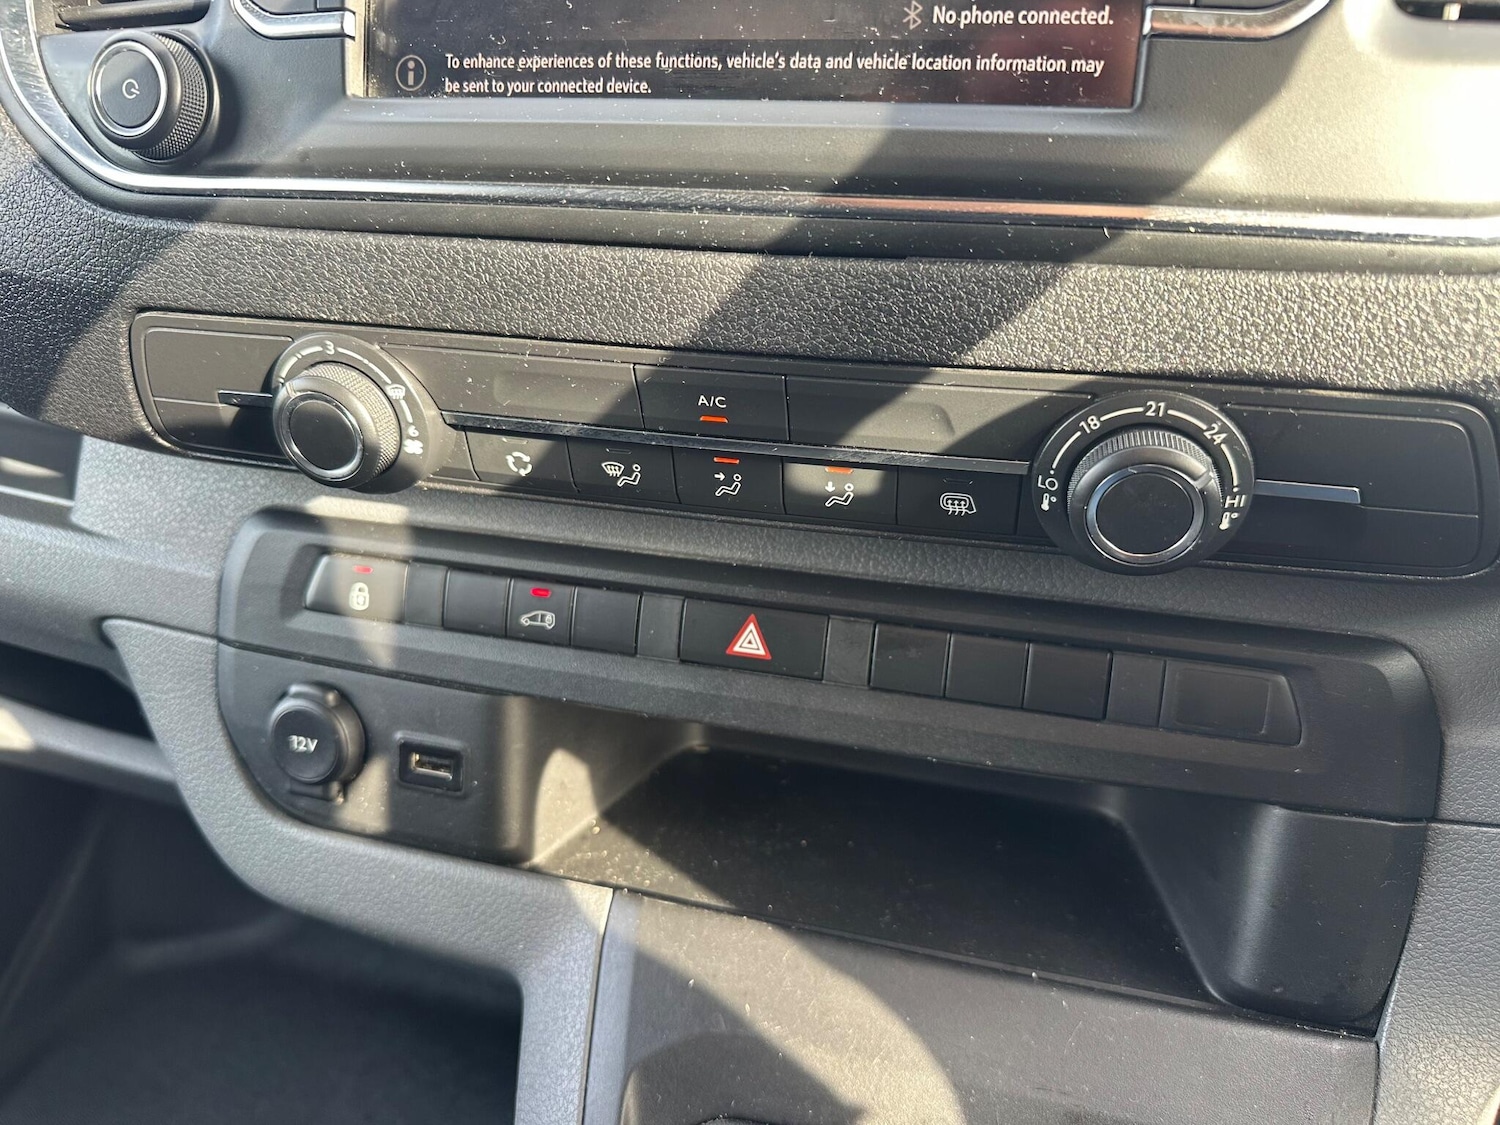 No phone connected.
To enhance experiences of these functions, vehicle's data and vehicle location information may
be sent to your connected device.
3
6
A/C
18
21
24
LO
HI
12V